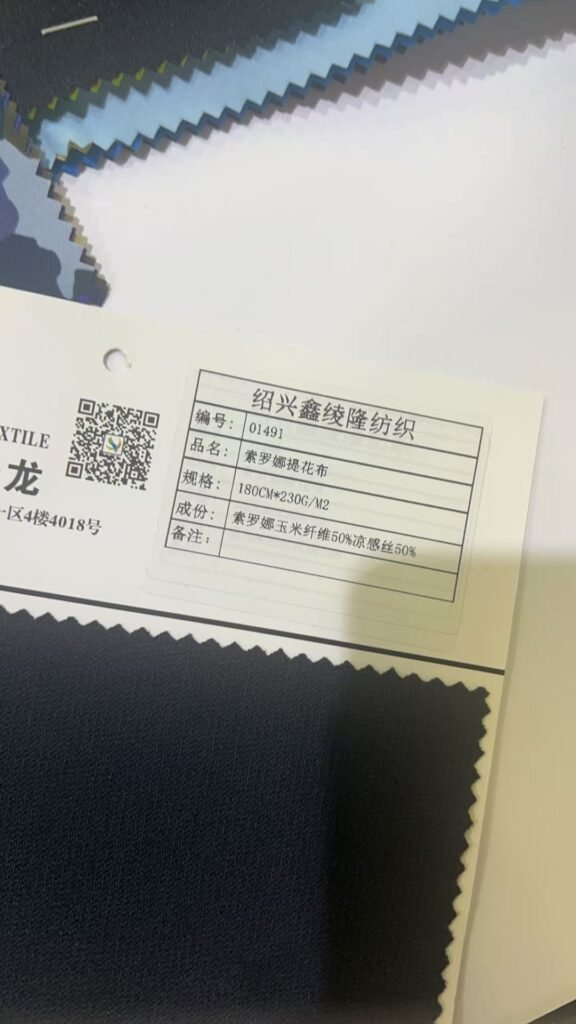 XTILE
龙
一区4楼4018号
绍兴鑫绫隆纺织
编号: 01491
品名: 索罗娜提花布
规格: 180CM*230G/M2
成份: 索罗娜玉米纤维50%凉感丝50%
备注: